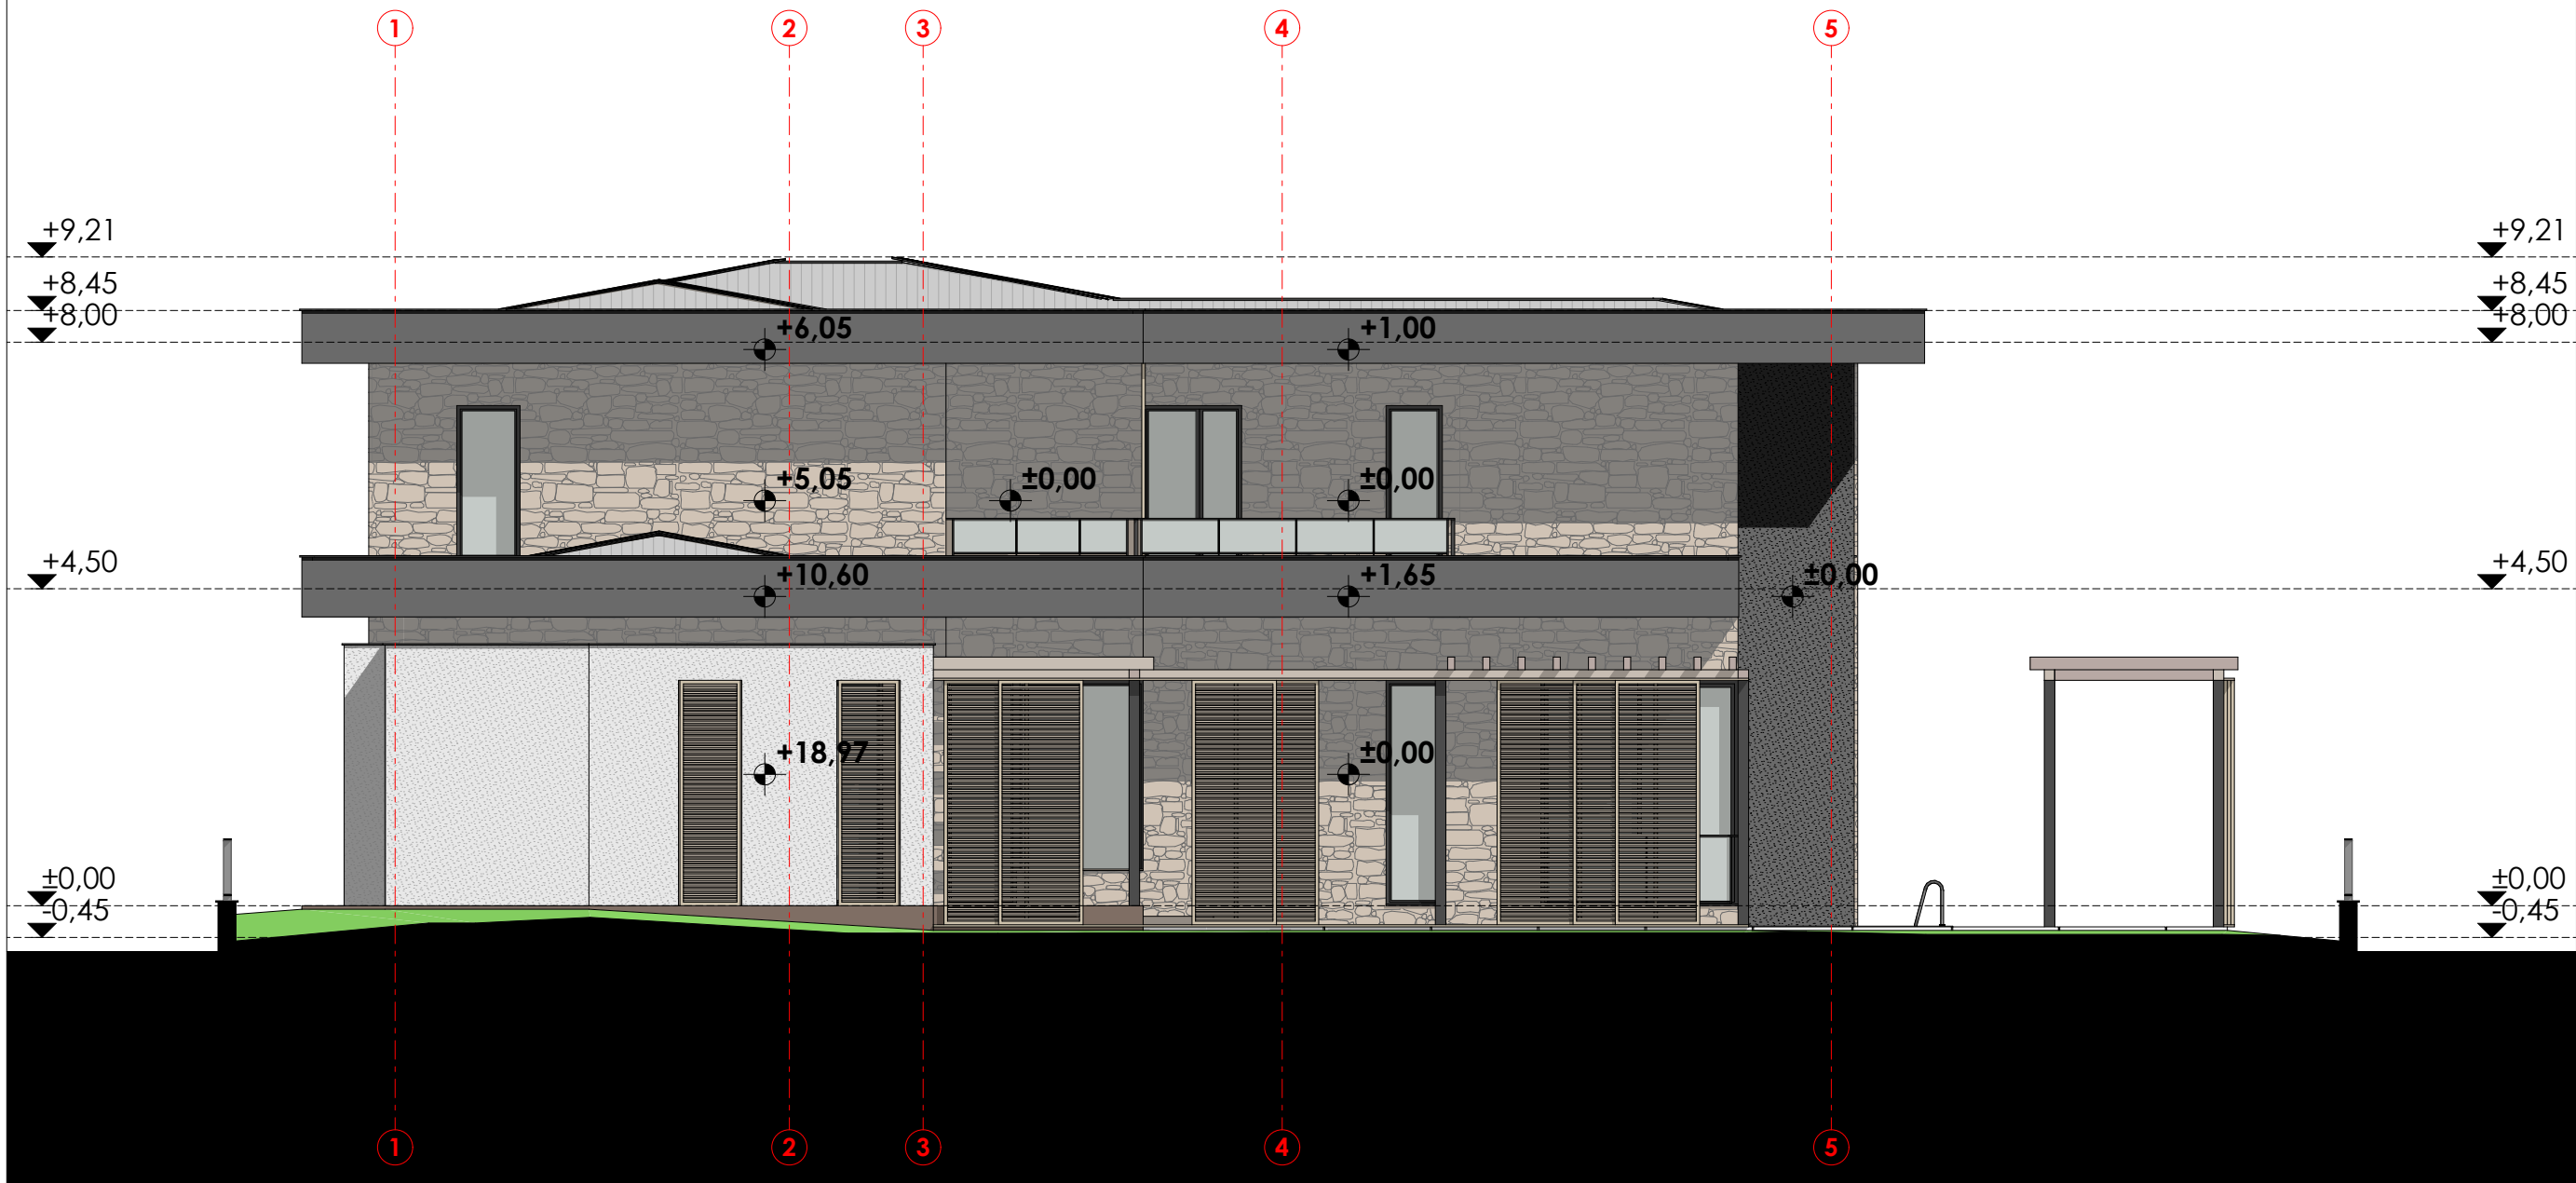 1 2 3 4 5
+9,21 +9,21
+8,45 +8,45
+8,00 +6,05 +1,00 +8,00
+5,05 ±0,00 ±0,00
+4,50 +10,60 +1,65 ±0,00 +4,50
+18,97 ±0,00
±0,00 ±0,00
-0,45 -0,45
1 2 3 4 5